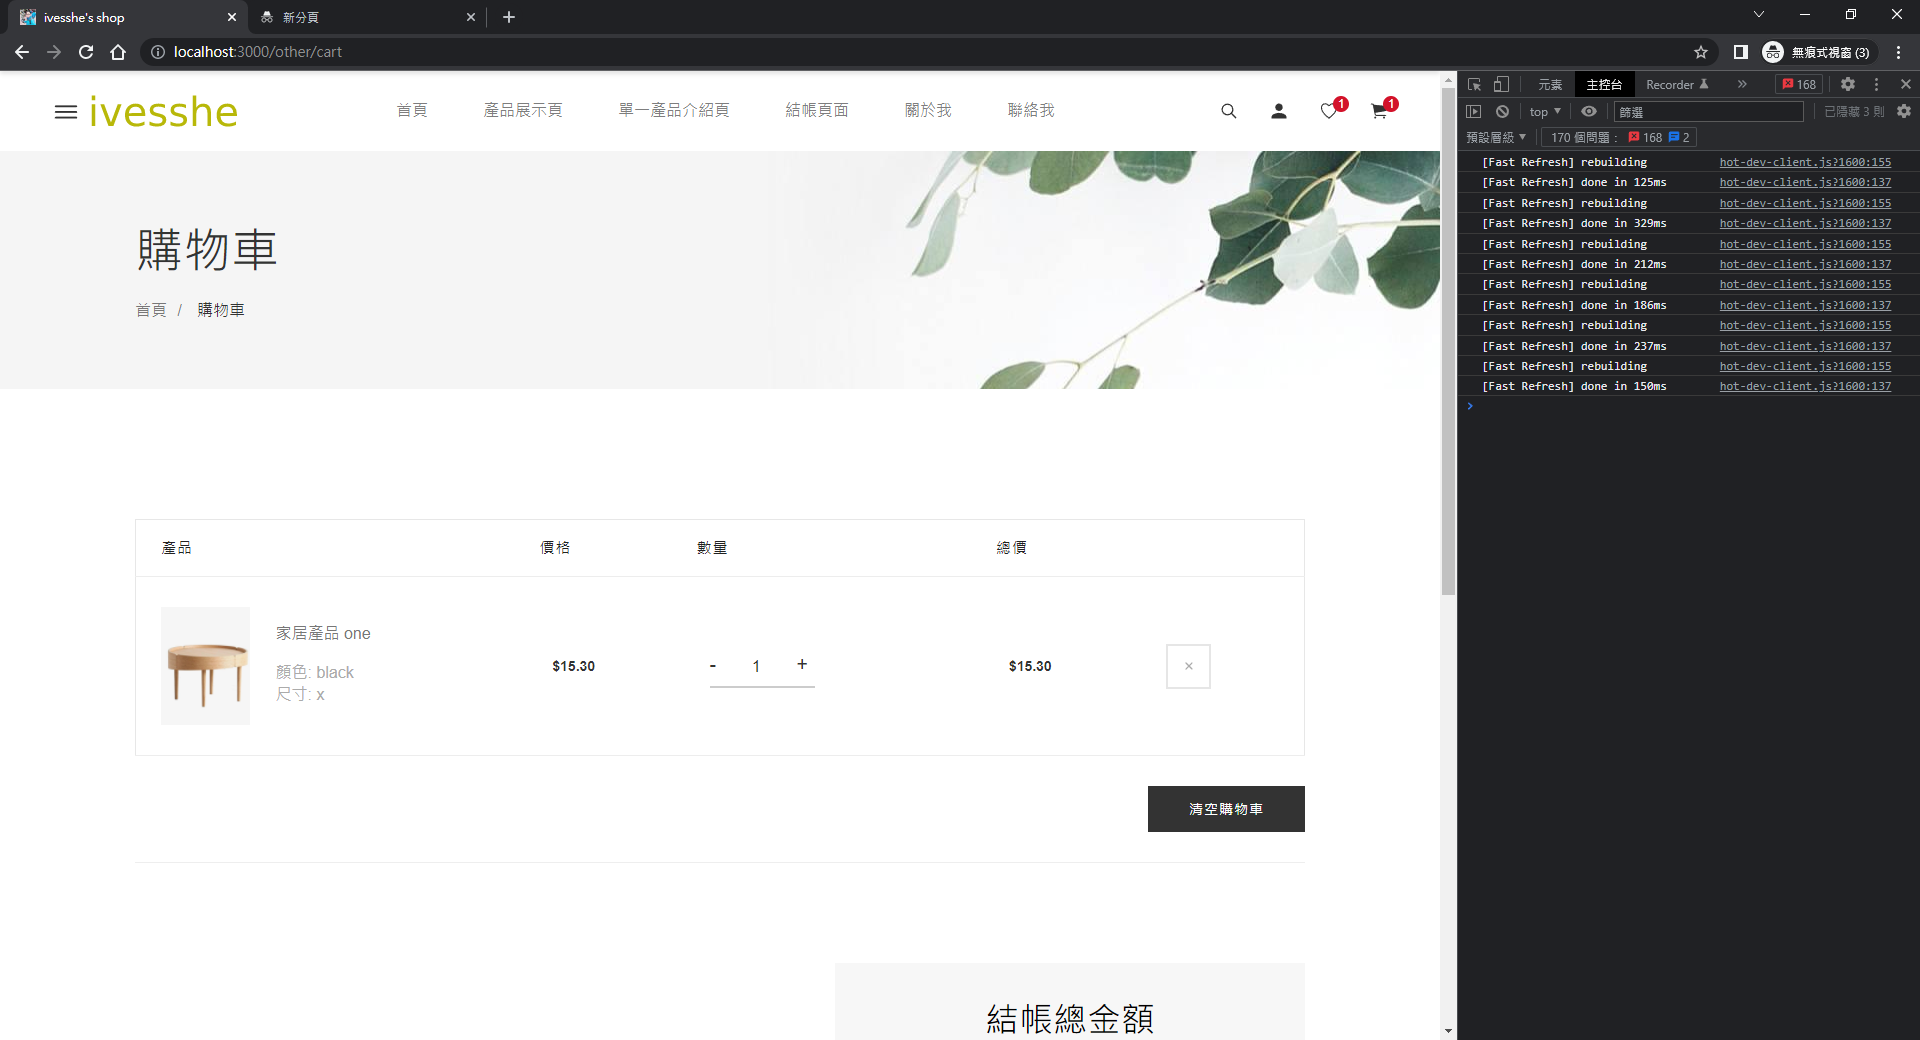 ivesshe's shop
新分頁
localhost:3000/other/cart
無痕式視窗 (3)
ivesshe
首頁
產品展示頁
單一產品介紹頁
結帳頁面
關於我
聯絡我
1
1
購物車
首頁 / 購物車
產品
價格
數量
總價
家居產品 one
顏色: black
尺寸: x
$15.30
- 1 +
$15.30
×
清空購物車
結帳總金額
元素
主控台
Recorder
168
top
篩選
已隱藏 3 則
預設層級
170 個問題：
168
2
[Fast Refresh] rebuilding hot-dev-client.js?1600:155
[Fast Refresh] done in 125ms hot-dev-client.js?1600:137
[Fast Refresh] rebuilding hot-dev-client.js?1600:155
[Fast Refresh] done in 329ms hot-dev-client.js?1600:137
[Fast Refresh] rebuilding hot-dev-client.js?1600:155
[Fast Refresh] done in 212ms hot-dev-client.js?1600:137
[Fast Refresh] rebuilding hot-dev-client.js?1600:155
[Fast Refresh] done in 186ms hot-dev-client.js?1600:137
[Fast Refresh] rebuilding hot-dev-client.js?1600:155
[Fast Refresh] done in 237ms hot-dev-client.js?1600:137
[Fast Refresh] rebuilding hot-dev-client.js?1600:155
[Fast Refresh] done in 150ms hot-dev-client.js?1600:137